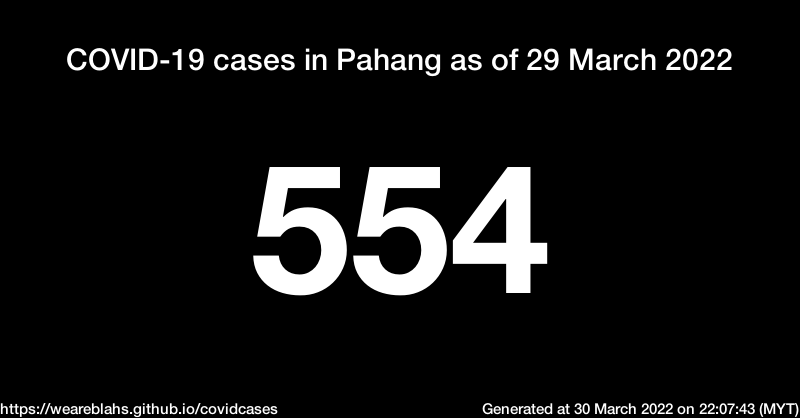 COVID-19 cases in Pahang as of 29 March 2022
554
https://weareblahs.github.io/covidcases
Generated at 30 March 2022 on 22:07:43 (MYT)